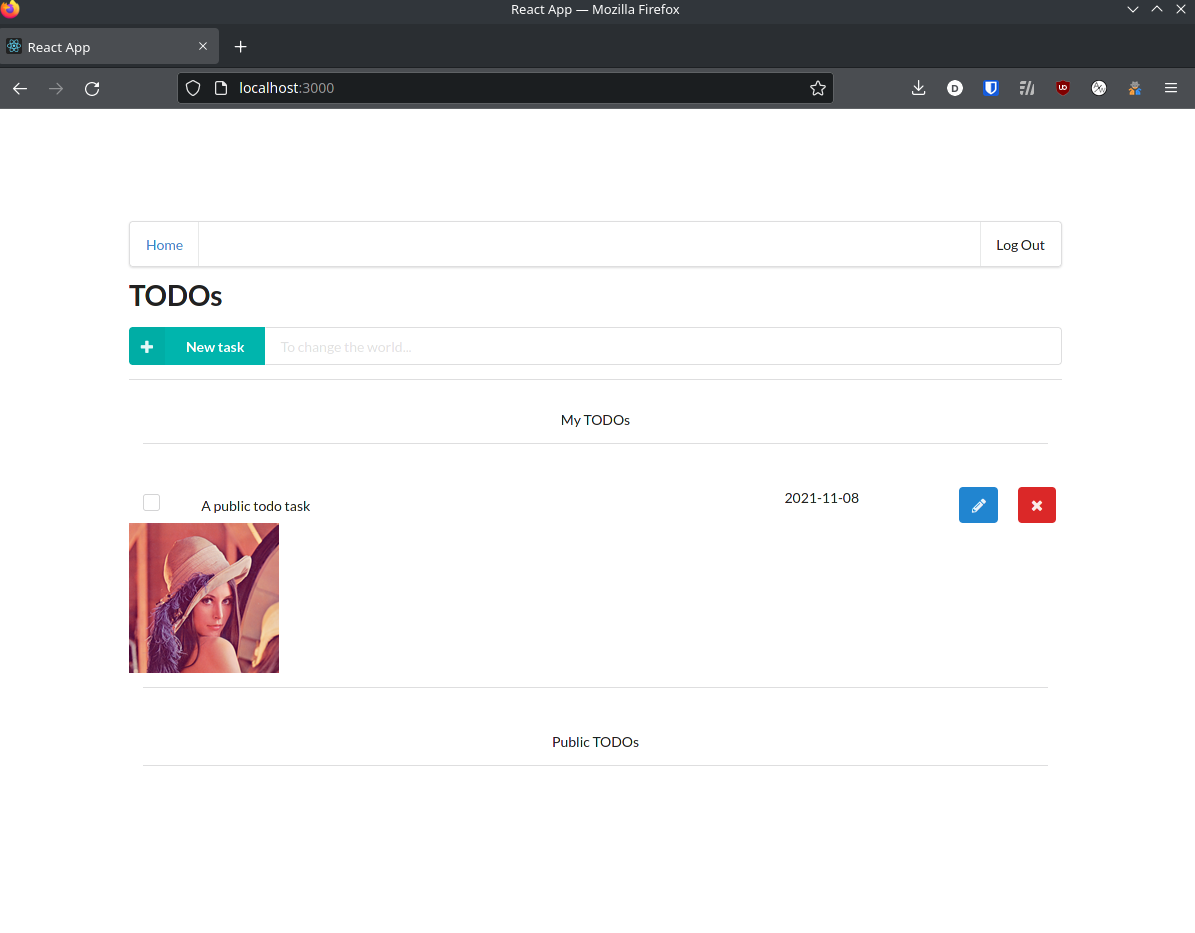 React App — Mozilla Firefox
React App
localhost:3000
D
UD
Home
Log Out
TODOs
New task
To change the world...
My TODOs
A public todo task
2021-11-08
Public TODOs